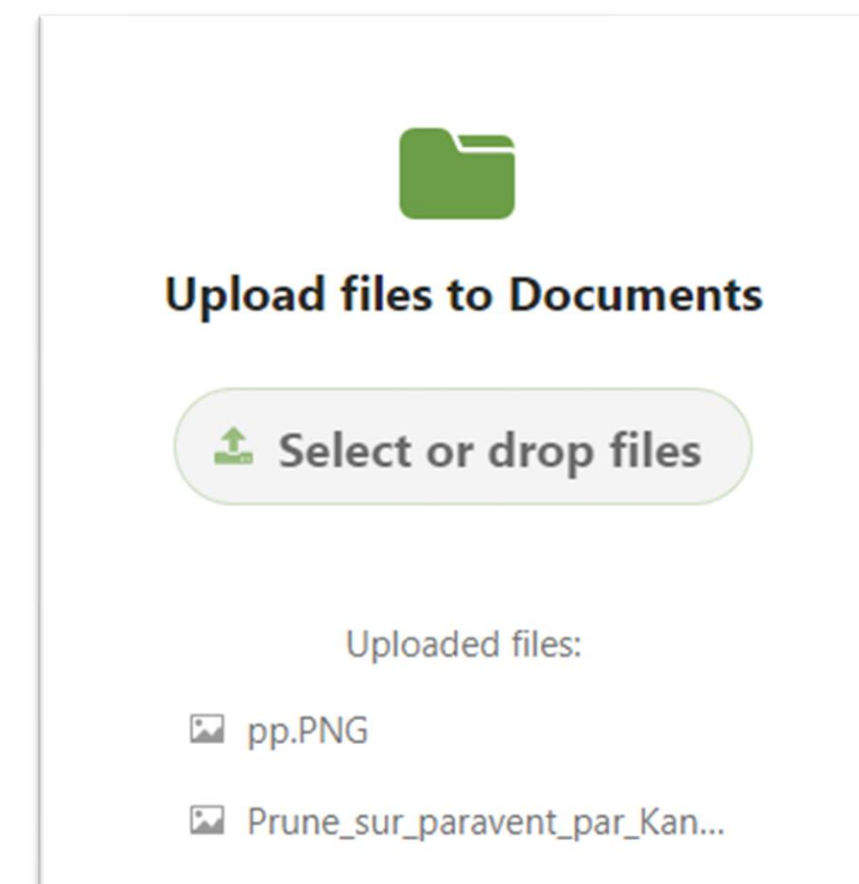 Upload files to Documents
Select or drop files
Uploaded files:
pp.PNG
Prune_sur_paravent_par_Kan...